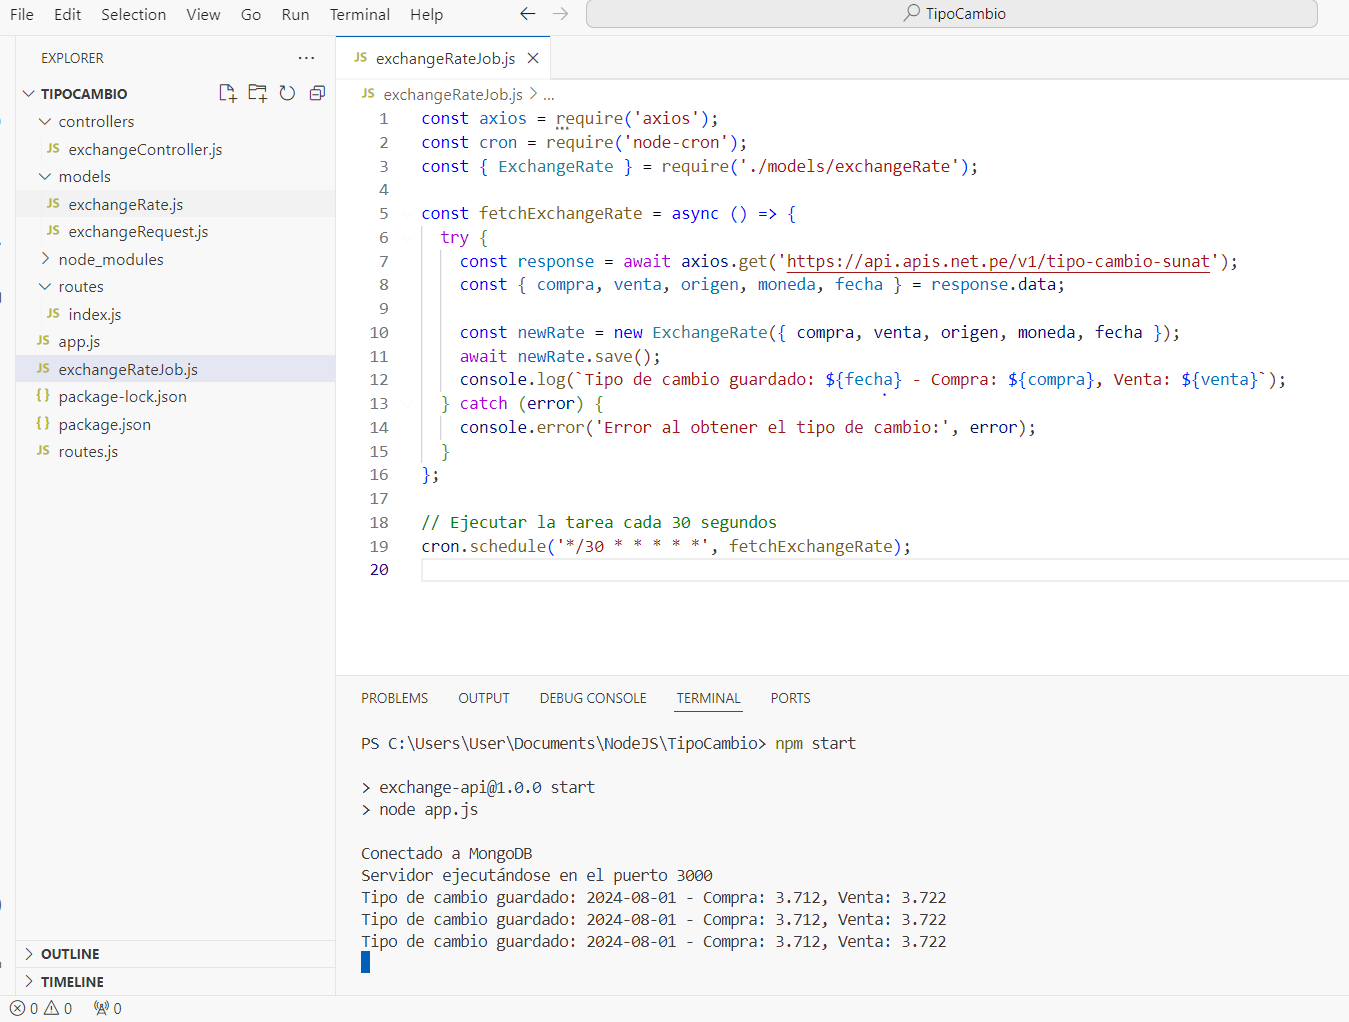 File Edit Selection View Go Run Terminal Help
TipoCambio
EXPLORER
TIPOCAMBIO
controllers
JS exchangeController.js
models
JS exchangeRate.js
JS exchangeRequest.js
node_modules
routes
JS index.js
JS app.js
JS exchangeRateJob.js
{} package-lock.json
{} package.json
JS routes.js
OUTLINE
TIMELINE
JS exchangeRateJob.js
JS exchangeRateJob.js > ...
1 const axios = require('axios');
2 const cron = require('node-cron');
3 const { ExchangeRate } = require('./models/exchangeRate');
4
5 const fetchExchangeRate = async () => {
6 try {
7 const response = await axios.get('https://api.apis.net.pe/v1/tipo-cambio-sunat');
8 const { compra, venta, origen, moneda, fecha } = response.data;
9
10 const newRate = new ExchangeRate({ compra, venta, origen, moneda, fecha });
11 await newRate.save();
12 console.log(`Tipo de cambio guardado: ${fecha} - Compra: ${compra}, Venta: ${venta}`);
13 } catch (error) {
14 console.error('Error al obtener el tipo de cambio:', error);
15 }
16 };
17
18 // Ejecutar la tarea cada 30 segundos
19 cron.schedule('*/30 * * * * *', fetchExchangeRate);
20
PROBLEMS OUTPUT DEBUG CONSOLE TERMINAL PORTS
PS C:\Users\User\Documents\NodeJS\TipoCambio> npm start
> exchange-api@1.0.0 start
> node app.js
Conectado a MongoDB
Servidor ejecutándose en el puerto 3000
Tipo de cambio guardado: 2024-08-01 - Compra: 3.712, Venta: 3.722
Tipo de cambio guardado: 2024-08-01 - Compra: 3.712, Venta: 3.722
Tipo de cambio guardado: 2024-08-01 - Compra: 3.712, Venta: 3.722
0 0 0